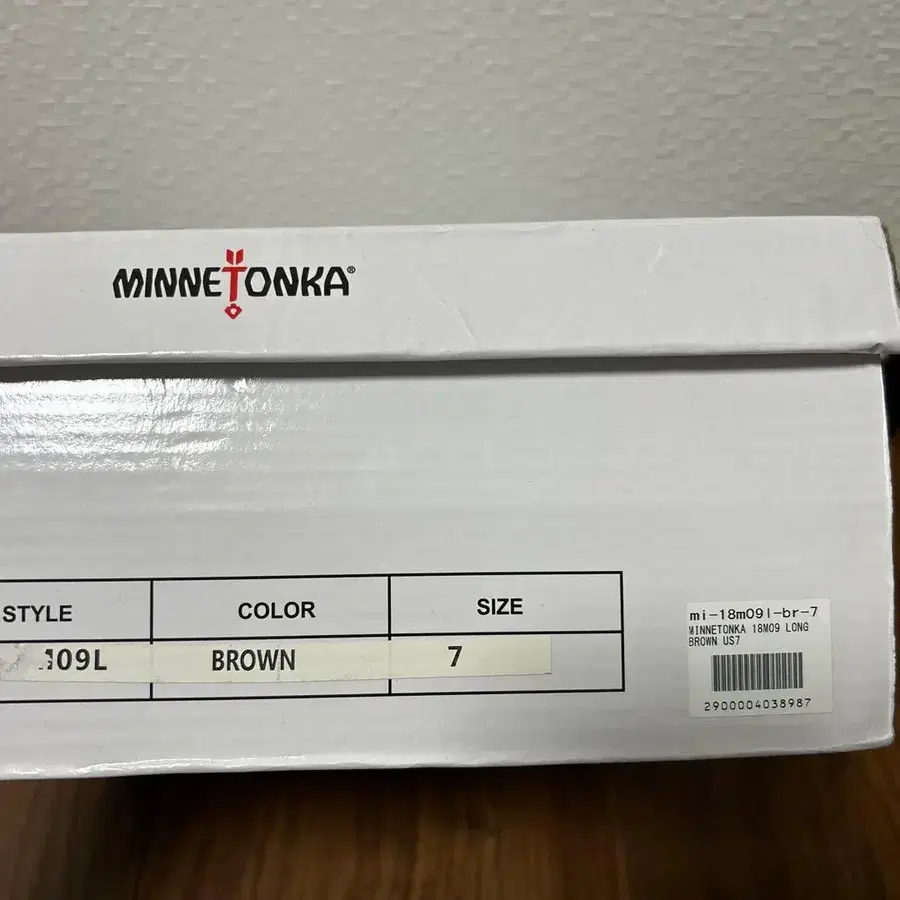 MINNETONKA®
STYLE COLOR SIZE
109L BROWN 7
mi-18m09l-br-7
MINNETONKA 18M09 LONG
BROWN US7
2900004038987